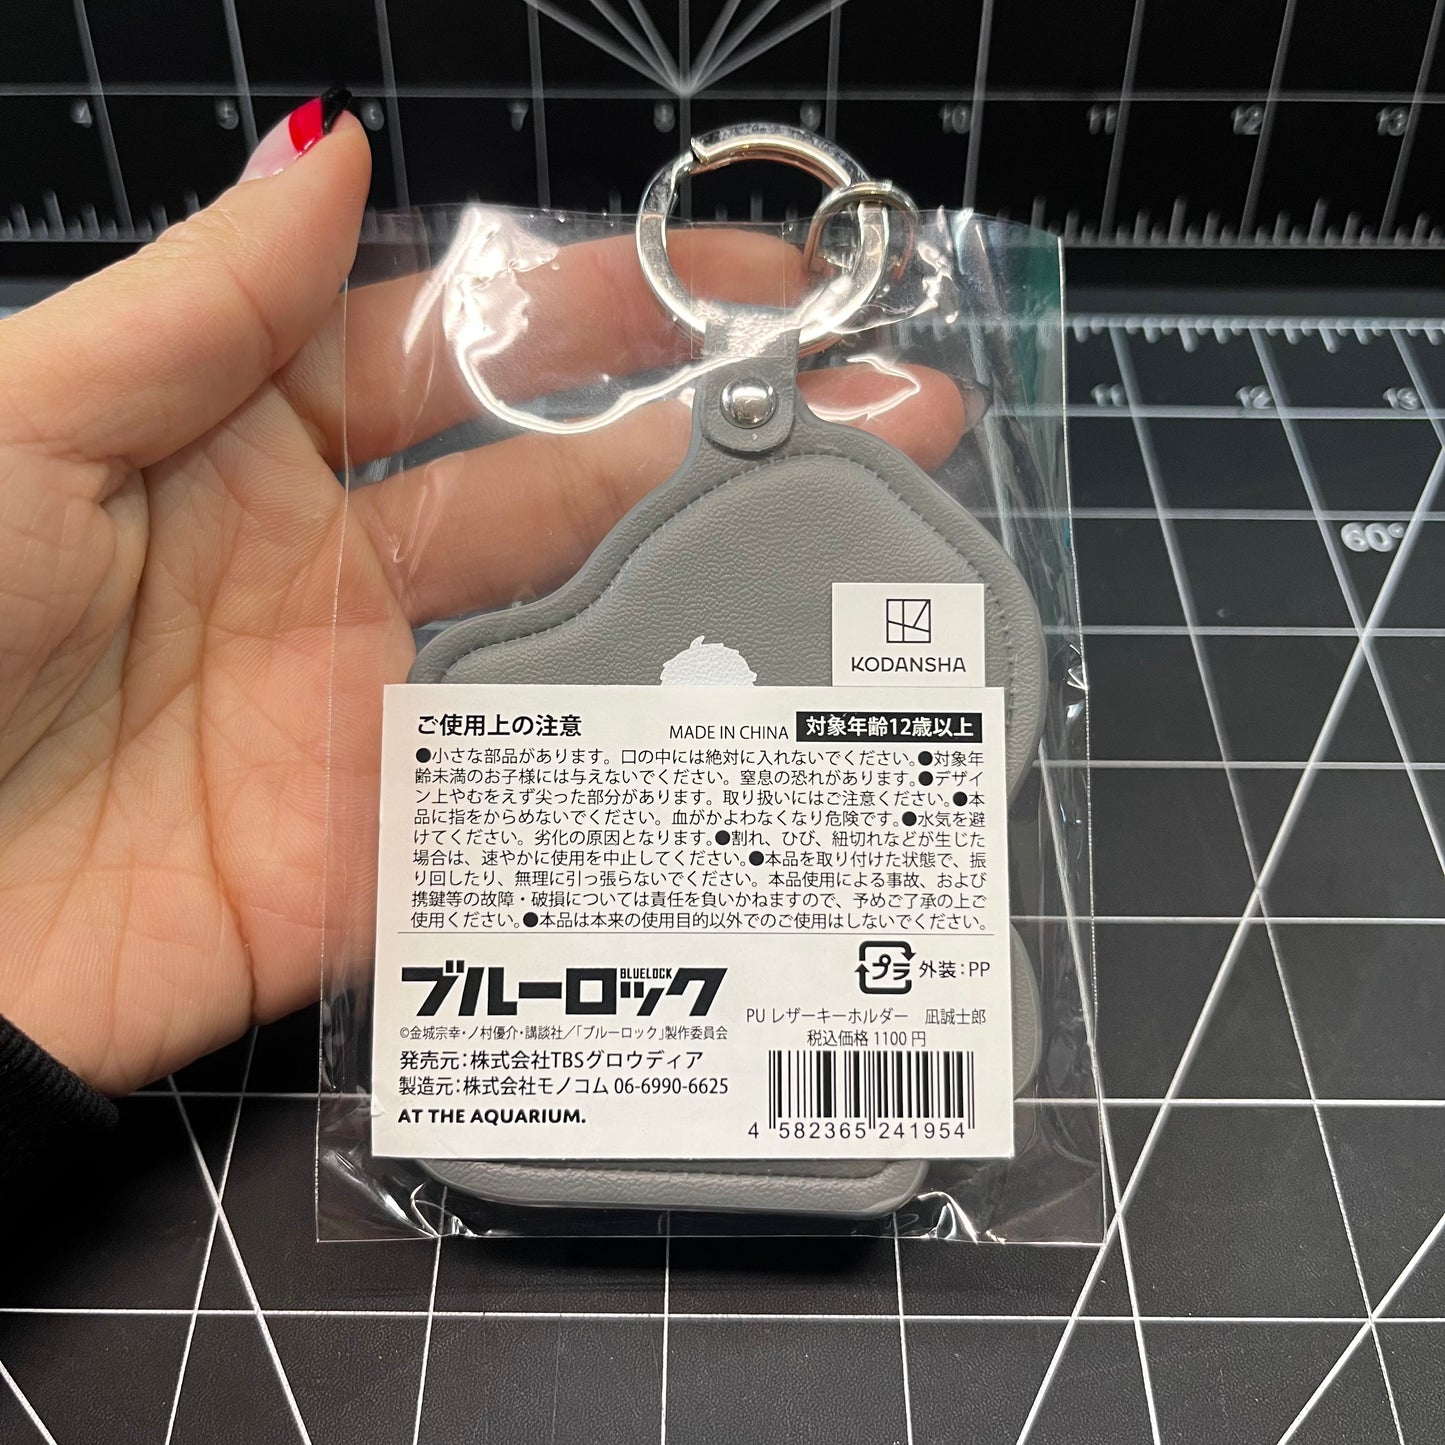 7
8
9
10
11
12
13
11
12
13
60°
KODANSHA
ご使用上の注意
MADE IN CHINA
対象年齢12歳以上
●小さな部品があります。口の中には絶対に入れないでください。●対象年
齢未満のお子様には与えないでください。窒息の恐れがあります。●デザイ
ン上やむをえず尖った部分があります。取り扱いにはご注意ください。●本
品に指をからめないでください。血がかよわなくなり危険です。●水気を避
けてください。劣化の原因となります。●割れ、ひび、紐切れなどが生じた
場合は、速やかに使用を中止してください。●本品を取り付けた状態で、振
り回したり、無理に引っ張らないでください。本品使用による事故、および
携鍵等の故障・破損については責任を負いかねますので、予めご了承の上ご
使用ください。●本品は本来の使用目的以外でのご使用はしないでください。
ブルーロック
BLUELOCK
プラ 外装：PP
©金城宗幸・ノ村優介・講談社／「ブルーロック」製作委員会
発売元：株式会社TBSグロウディア
製造元：株式会社モノコム 06-6990-6625
AT THE AQUARIUM.
PU レザーキーホルダー 凪誠士郎
税込価格 1100 円
4 582365 241954